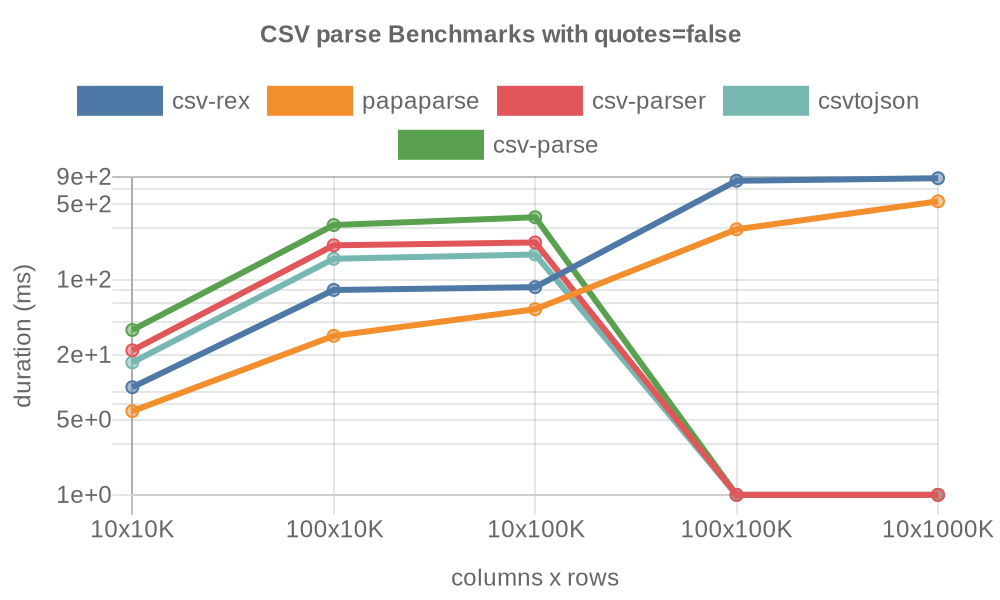 CSV parse Benchmarks with quotes=false
csv-rex papaparse csv-parser csvtojson
csv-parse
9e+2
5e+2
1e+2
2e+1
5e+0
1e+0
duration (ms)
10x10K 100x10K 10x100K 100x100K 10x1000K
columns x rows